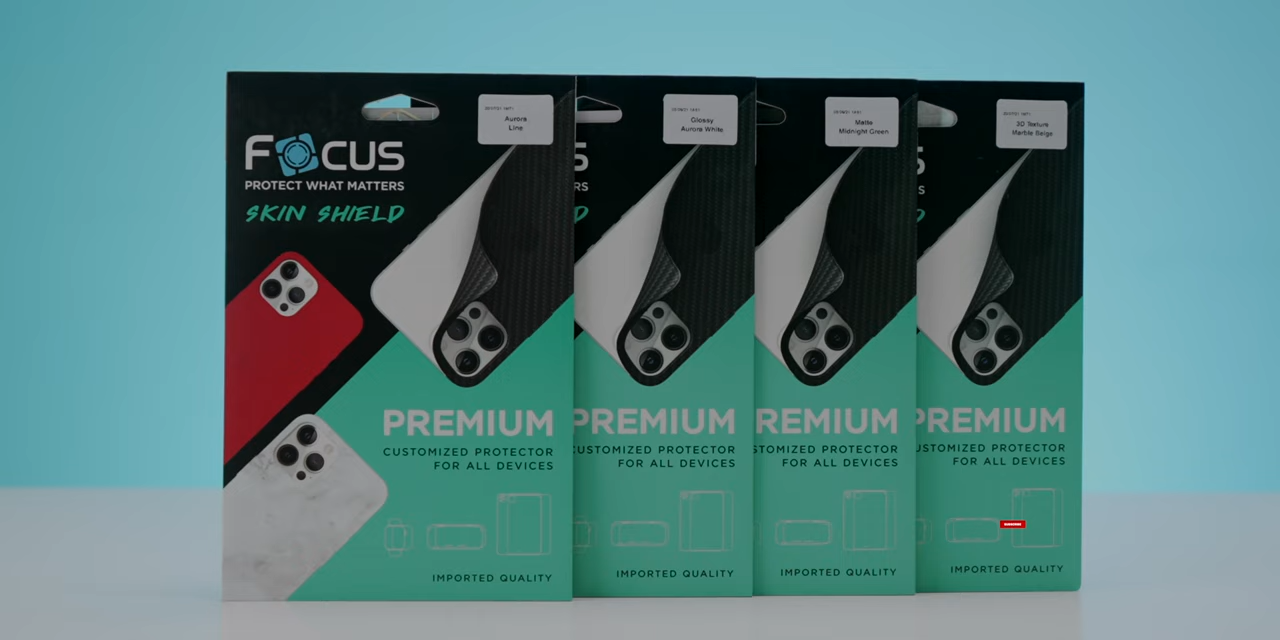 Aurora
Line
FOCUS
PROTECT WHAT MATTERS
SKIN SHIELD
PREMIUM
CUSTOMIZED PROTECTOR
FOR ALL DEVICES
IMPORTED QUALITY
Glossy
Aurora White
S
RS
D
PREMIUM
CUSTOMIZED PROTECTOR
FOR ALL DEVICES
IMPORTED QUALITY
Matte
Midnight Green
REMIUM
STOMIZED PROTECTOR
FOR ALL DEVICES
IMPORTED QUALITY
3D Texture
Marble Beige
S
S
D
PREMIUM
USTOMIZED PROTECTOR
FOR ALL DEVICES
IMPORTED QUALITY